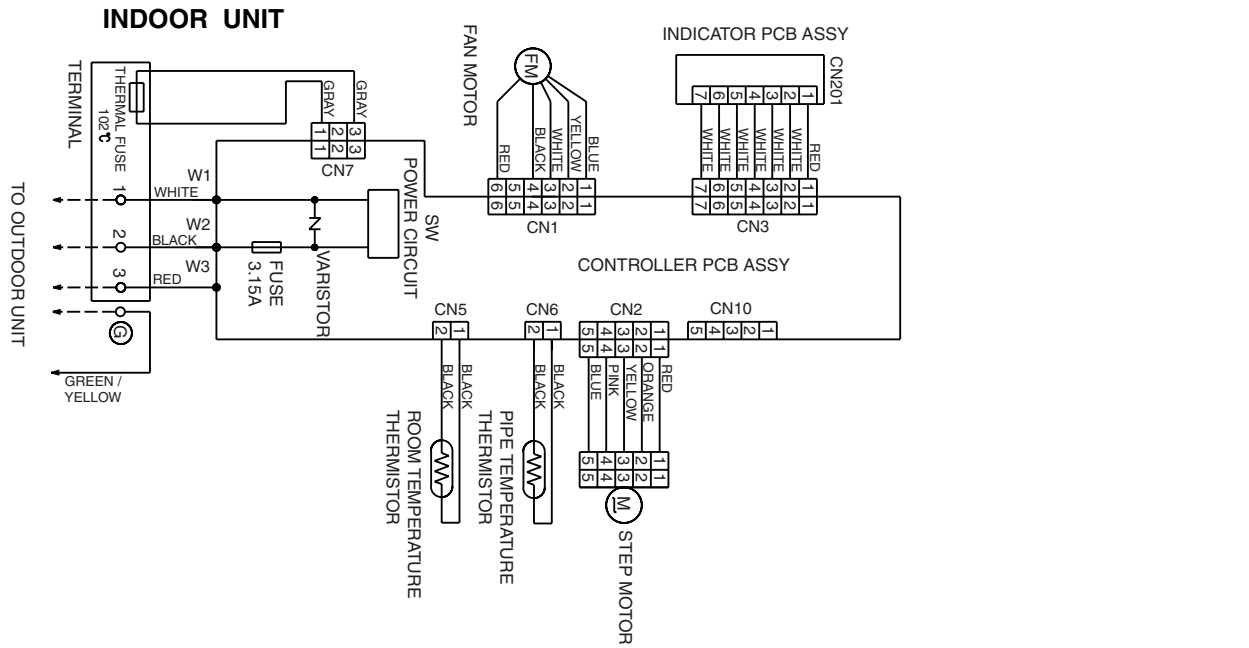 INDOOR UNIT
TERMINAL
THERMAL FUSE
102℃
1
2
3
G
TO OUTDOOR UNIT
GREEN /
YELLOW
W1
WHITE
W2
BLACK
W3
RED
GRAY
GRAY
1 2 3
1 2 3
CN7
FUSE
3.15A
VARISTOR
SW
POWER CIRCUIT
FAN MOTOR
FM
RED
BLACK
WHITE
YELLOW
BLUE
6 5 4 3 2 1
6 5 4 3 2 1
CN1
INDICATOR PCB ASSY
CN201
7 6 5 4 3 2 1
WHITE
WHITE
WHITE
WHITE
WHITE
WHITE
RED
7 6 5 4 3 2 1
7 6 5 4 3 2 1
CN3
CONTROLLER PCB ASSY
CN5
2 1
BLACK
BLACK
ROOM TEMPERATURE
THERMISTOR
CN6
2 1
BLACK
BLACK
PIPE TEMPERATURE
THERMISTOR
CN2
5 4 3 2 1
5 4 3 2 1
BLUE
PINK
YELLOW
ORANGE
RED
5 4 3 2 1
5 4 3 2 1
M
STEP MOTOR
CN10
5 4 3 2 1